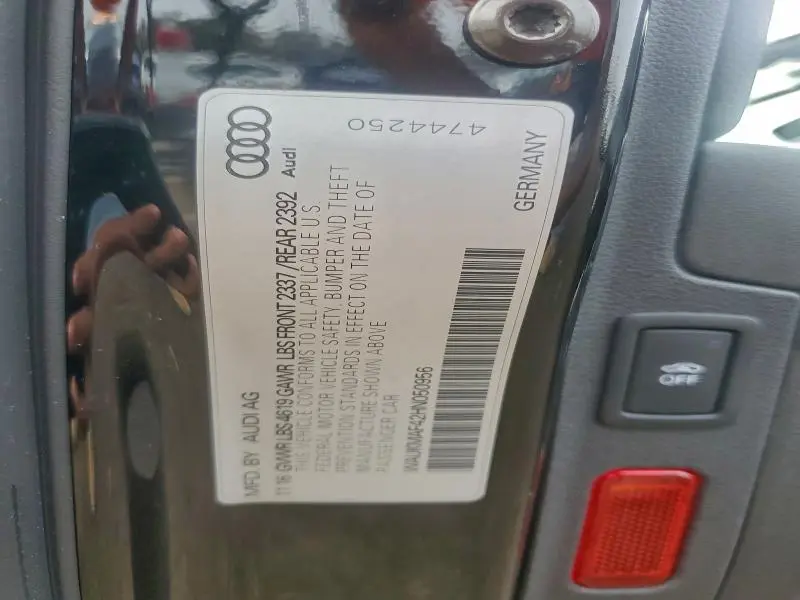 MFD. BY AUDI AG
11.16 GVWR LBS 4619 GAWR LBS FRONT 2337 / REAR 2392
THIS VEHICLE CONFORMS TO ALL APPLICABLE U.S.
FEDERAL MOTOR VEHICLE SAFETY, BUMPER AND THEFT
PREVENTION STANDARDS IN EFFECT ON THE DATE OF
MANUFACTURE SHOWN ABOVE
PASSENGER CAR
WAUKMAF42HN050956
Audi
4744250
GERMANY
OFF